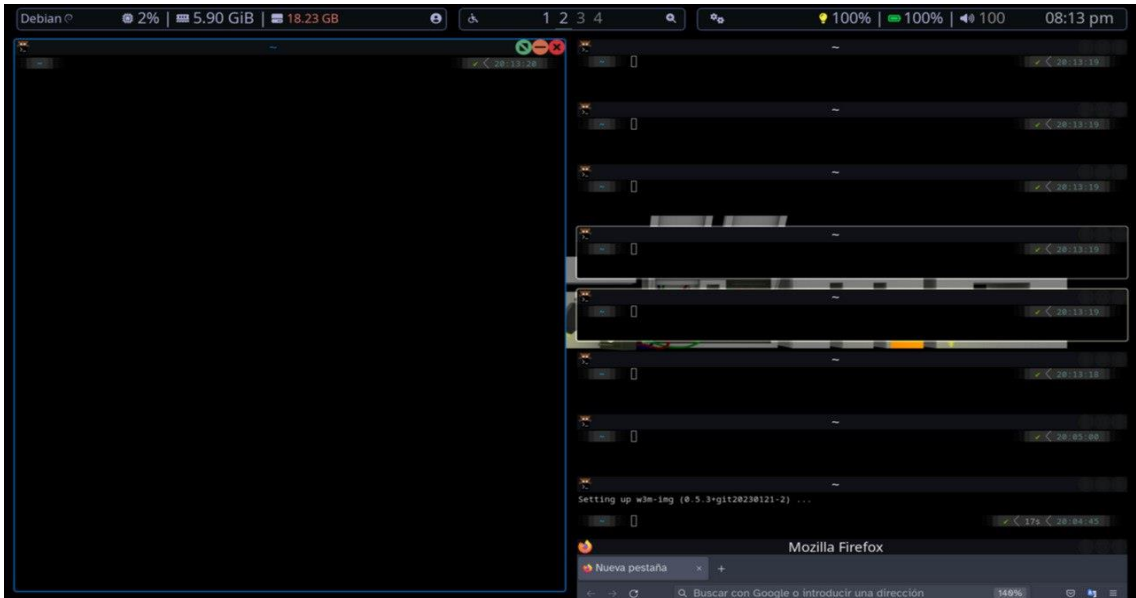 Debian 2% | 5.90 GiB | 18.23 GB 1 2 3 4 100% | 100% | 100 08:13 pm
~
~ 20:13:20
~
~ 20:13:19
~
~ 20:13:19
~
~ 20:13:19
~
~ 20:13:19
~
~ 20:13:19
~
~ 20:13:18
~
~ 20:05:00
~
Setting up w3m-img (0.5.3+git20230121-2) ...
~ 17s 20:04:45
Mozilla Firefox
Nueva pestaña × +
Buscar con Google o introducir una dirección 140%